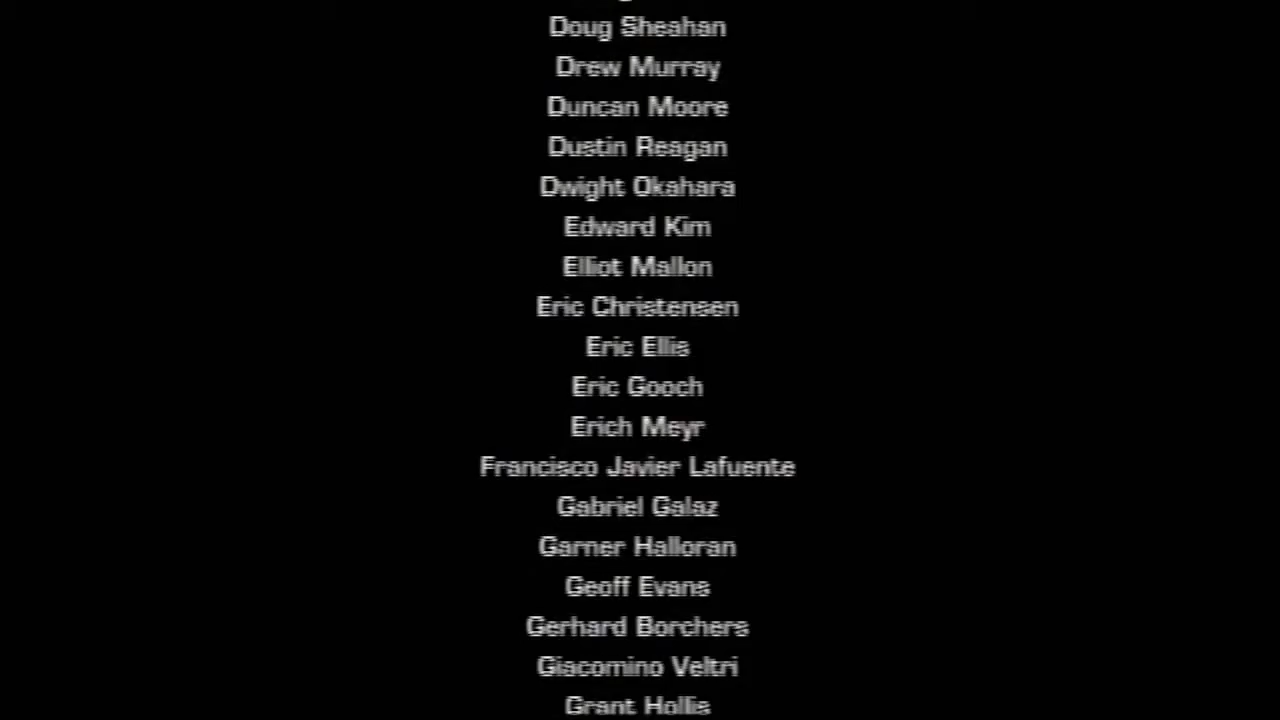 Doug Sheahan
Drew Murray
Duncan Moore
Dustin Reagan
Dwight Okahara
Edward Kim
Elliot Mallon
Eric Christensen
Eric Ellis
Eric Gooch
Erich Meyr
Francisco Javier Lafuente
Gabriel Galaz
Garner Halloran
Geoff Evans
Gerhard Borchers
Giacomino Veltri
Grant Hollis